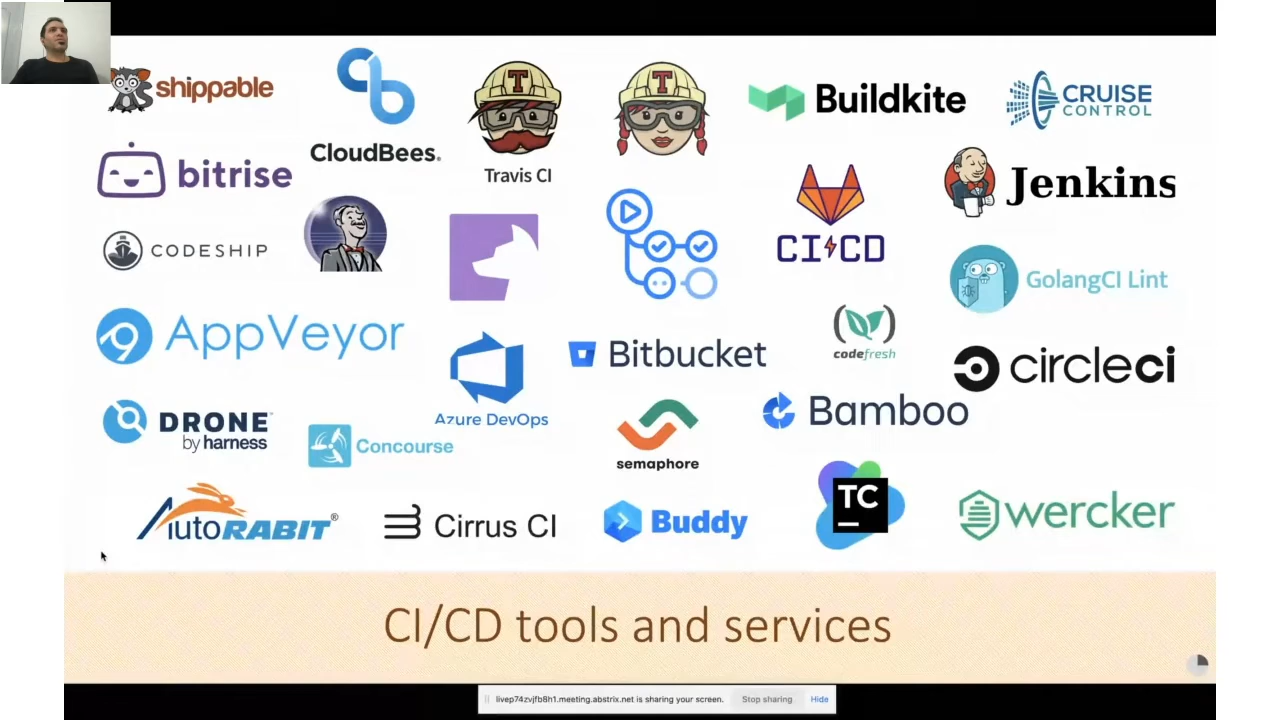 shippable
CloudBees.
T
Travis CI
T
Buildkite
CRUISE
CONTROL
bitrise
Jenkins
CODESHIP
CI CD
GolangCI Lint
AppVeyor
Azure DevOps
Bitbucket
codefresh
circleci
DRONE™
by harness
Concourse
semaphore
Bamboo
AutoRABIT®
Cirrus CI
Buddy
TC
wercker
CI/CD tools and services
livep74zvjfb8h1.meeting.abstrix.net is sharing your screen. Stop sharing Hide